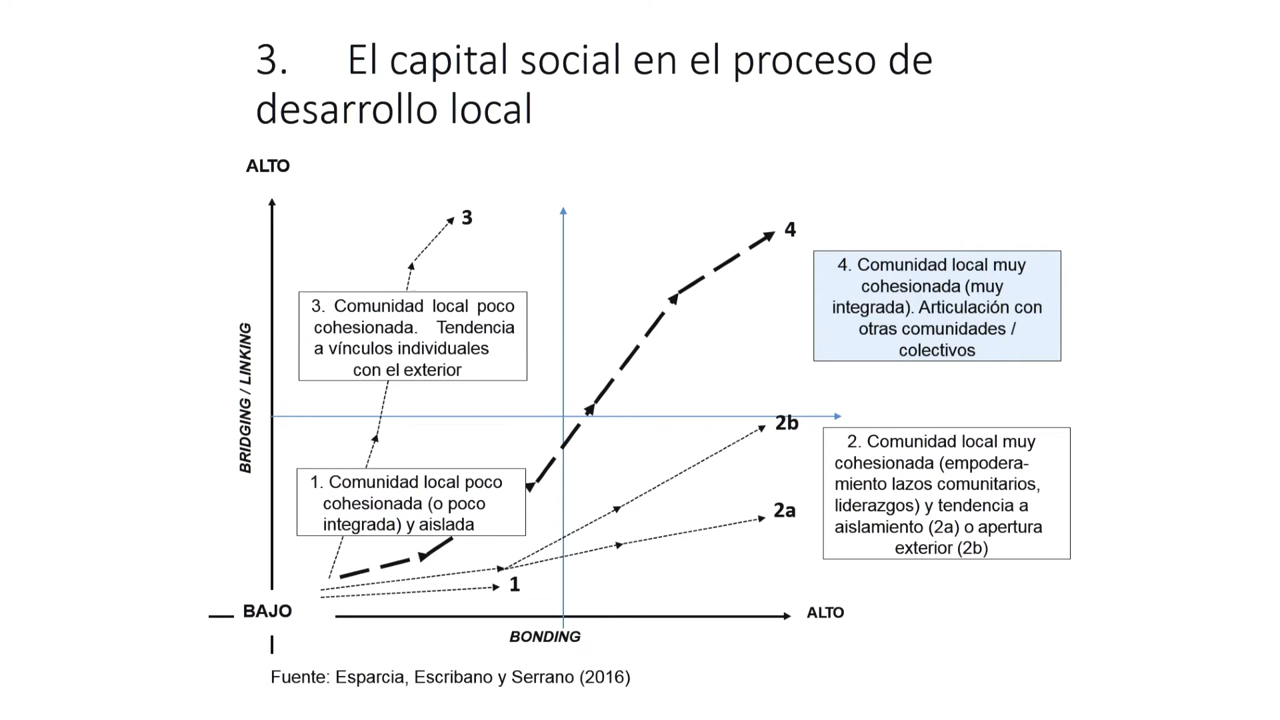 3. El capital social en el proceso de
desarrollo local
ALTO
3
4
4. Comunidad local muy
cohesionada (muy
integrada). Articulación con
otras comunidades /
colectivos
3. Comunidad local poco
cohesionada. Tendencia
a vínculos individuales
con el exterior
BRIDGING / LINKING
2b
2. Comunidad local muy
cohesionada (empodera-
miento lazos comunitarios,
liderazgos) y tendencia a
aislamiento (2a) o apertura
exterior (2b)
1. Comunidad local poco
cohesionada (o poco
integrada) y aislada
2a
1
BAJO
ALTO
BONDING
Fuente: Esparcia, Escribano y Serrano (2016)